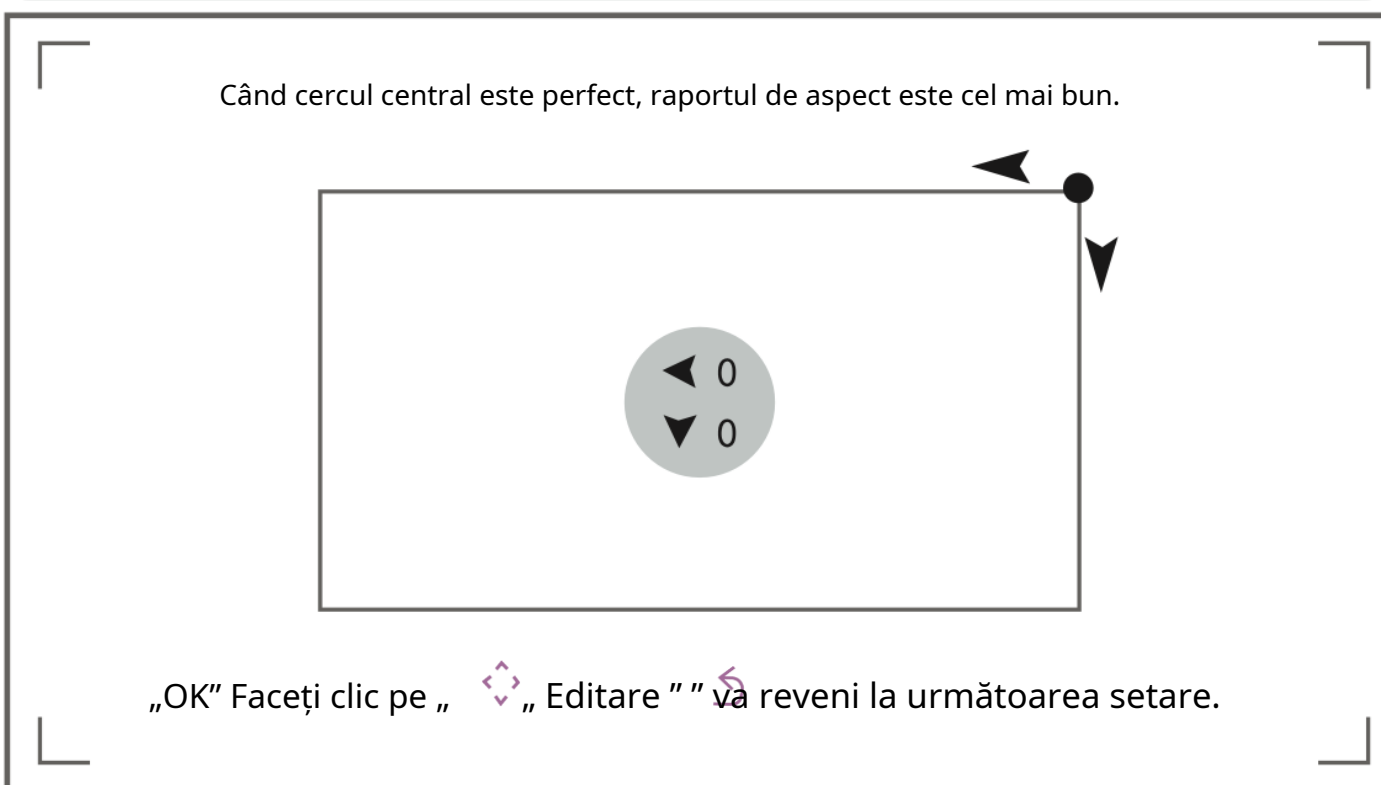 Când cercul central este perfect, raportul de aspect este cel mai bun.
0
0
„OK” Faceți clic pe „ „ Editare ” ” va reveni la următoarea setare.